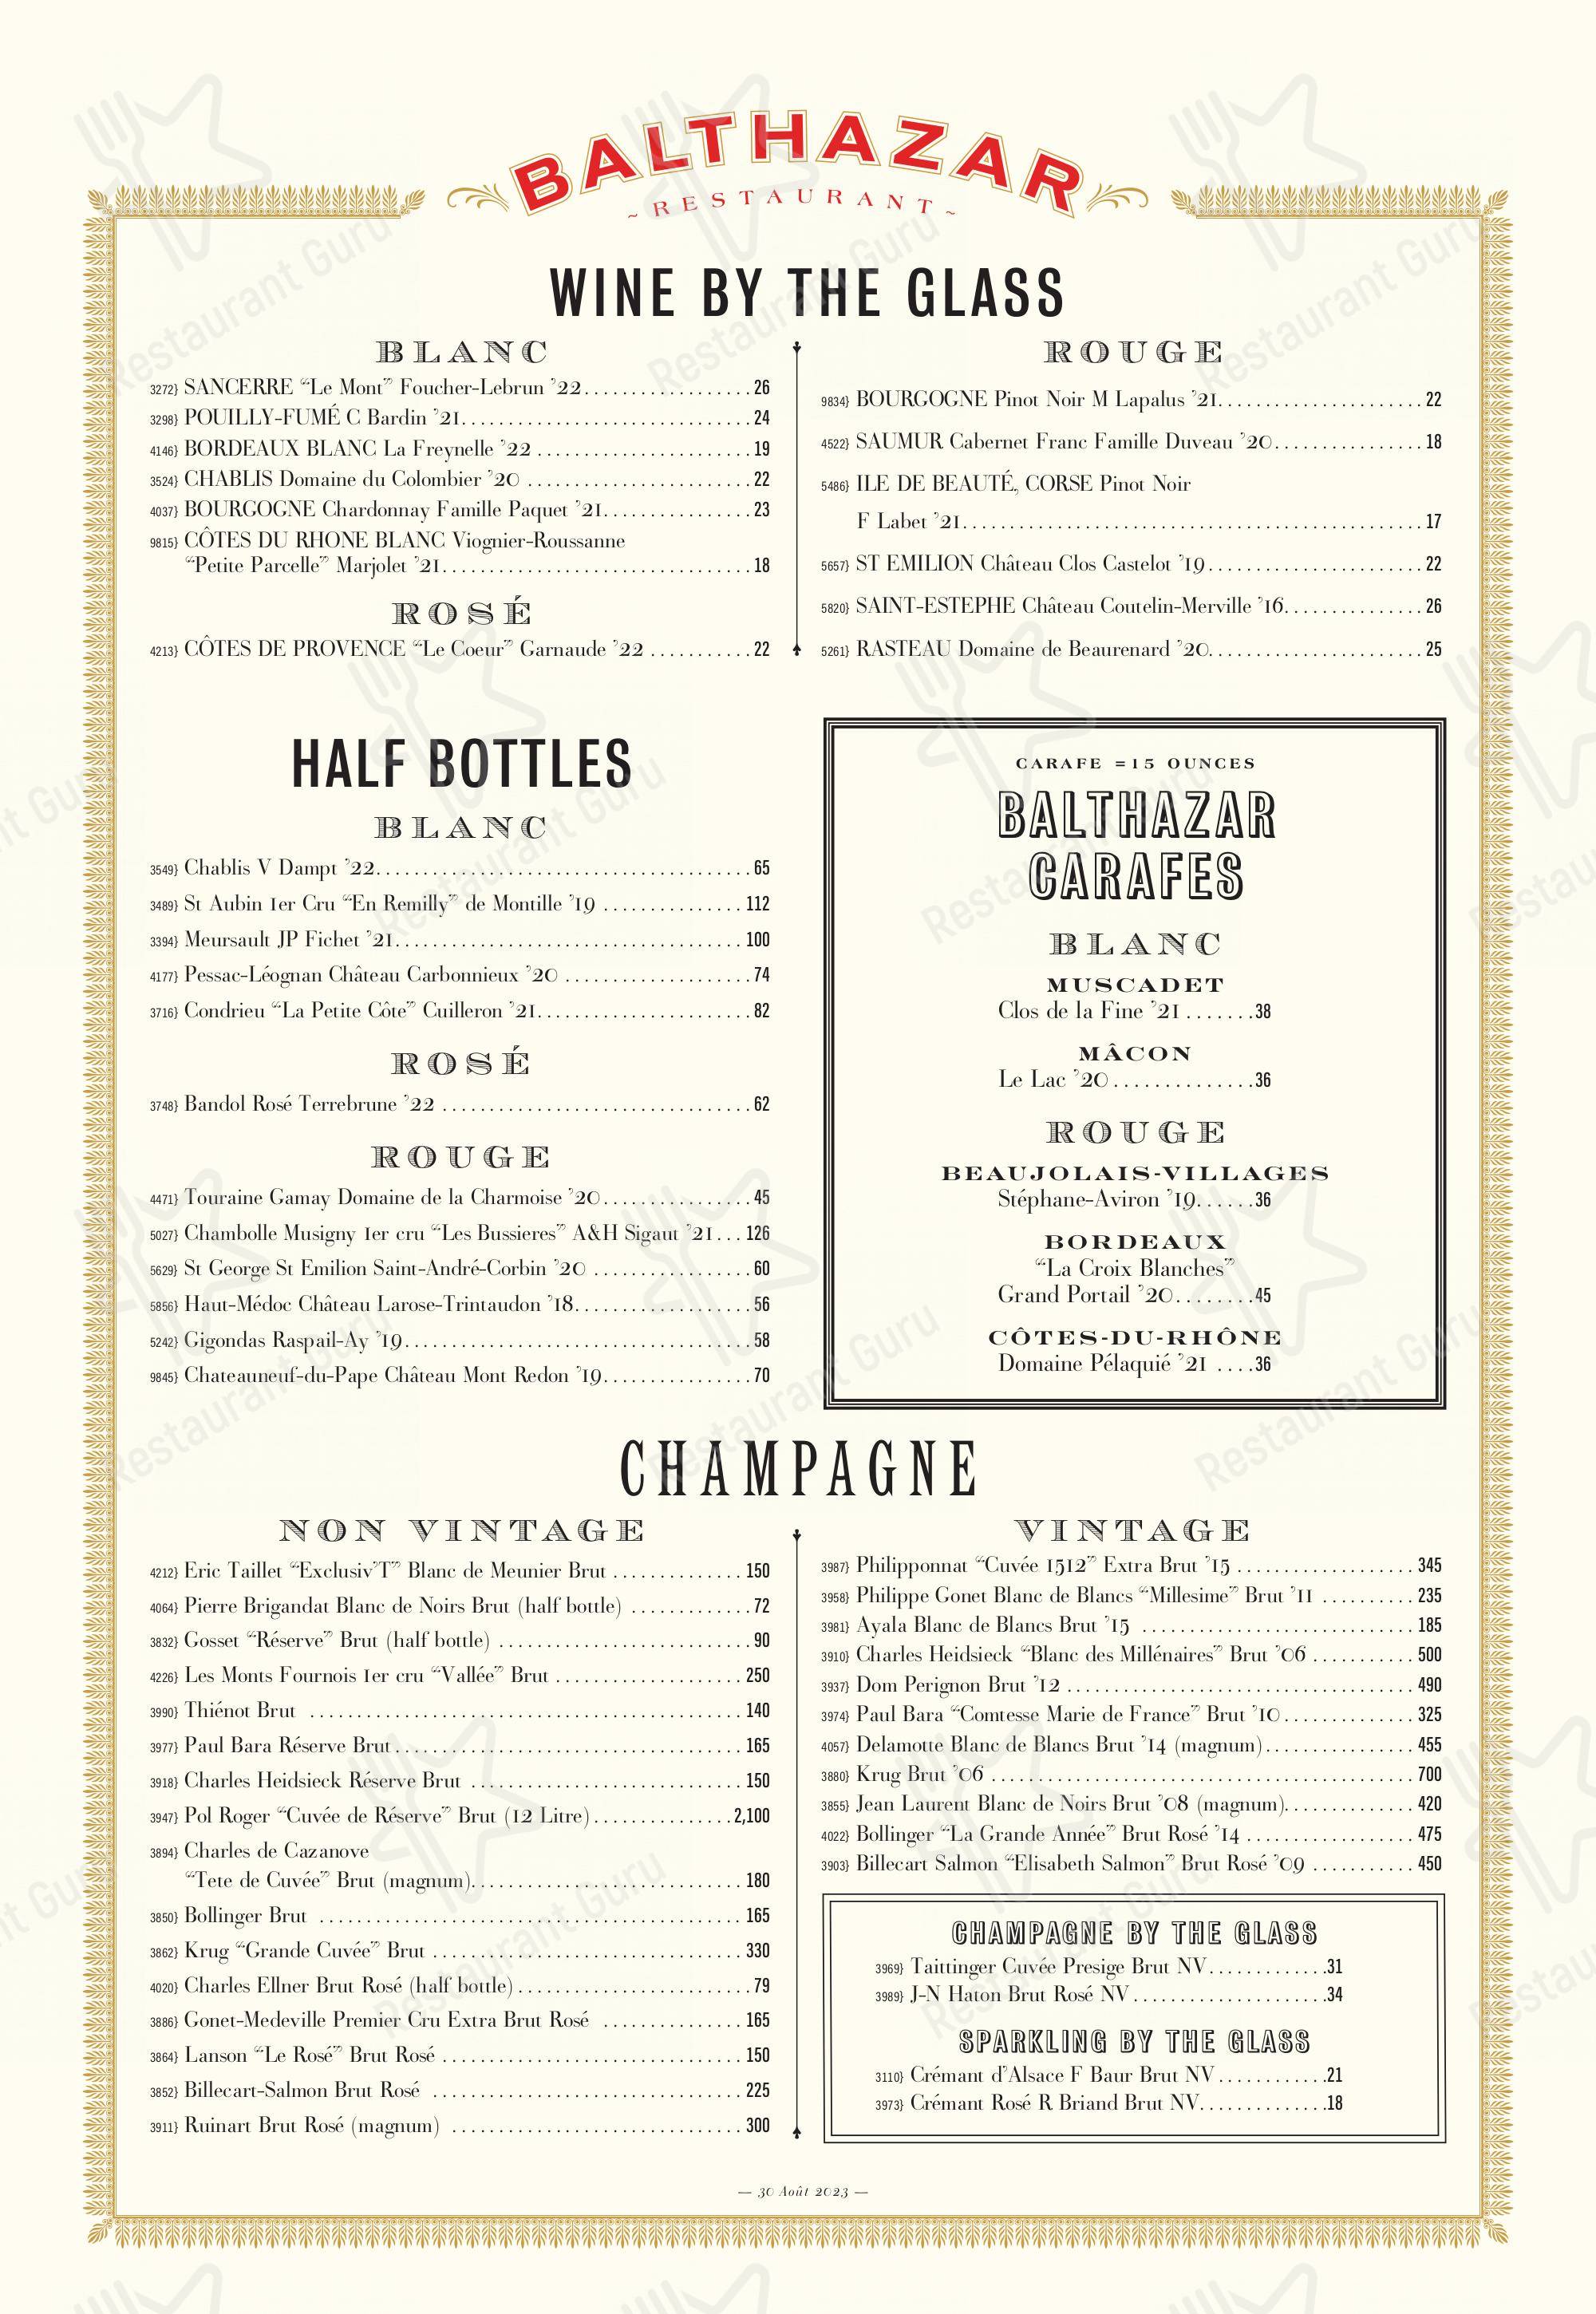 BALTHAZAR
~RESTAURANT~
WINE BY THE GLASS
BLANC
3272} SANCERRE “Le Mont” Foucher-Lebrun ’22.................26
3298} POUILLY-FUMÉ C Bardin ’21..............................24
4146} BORDEAUX BLANC La Freynelle ’22 ......................19
3524} CHABLIS Domaine du Colombier ’20 .......................22
4037} BOURGOGNE Chardonnay Famille Paquet ’21...............23
9815} CÔTES DU RHONE BLANC Viognier-Roussanne
“Petite Parcelle” Marjolet ’21................................18
ROSÉ
4213} CÔTES DE PROVENCE “Le Coeur” Garnaude ’22 ...........22
ROUGE
9834} BOURGOGNE Pinot Noir M Lapalus ’21.....................22
4522} SAUMUR Cabernet Franc Famille Duveau ’20................18
5486} ILE DE BEAUTÉ, CORSE Pinot Noir
F Labet ’21................................................17
5657} ST EMILION Château Clos Castelot ’19......................22
5820} SAINT-ESTEPHE Château Coutelin-Merville ’16..............26
5261} RASTEAU Domaine de Beaurenard ’20......................25
HALF BOTTLES
BLANC
3549} Chablis V Dampt ’22.......................................65
3489} St Aubin 1er Cru “En Remilly” de Montille ’19 ...............112
3394} Meursault JP Fichet ’21....................................100
4177} Pessac-Léognan Château Carbonnieux ’20 ...................74
3716} Condrieu “La Petite Côte” Cuilleron ’21......................82
ROSÉ
3748} Bandol Rosé Terrebrune ’22 ................................62
ROUGE
4471} Touraine Gamay Domaine de la Charmoise ’20................45
5027} Chambolle Musigny 1er cru “Les Bussieres” A&H Sigaut ’21...126
5629} St George St Emilion Saint-André-Corbin ’20 .................60
5856} Haut-Médoc Château Larose-Trintaudon ’18..................56
5242} Gigondas Raspail-Ay ’19....................................58
9845} Chateauneuf-du-Pape Château Mont Redon ’19...............70
CARAFE =15 OUNCES
BALTHAZAR
CARAFES
BLANC
MUSCADET
Clos de la Fine ’21 .......38
MÂCON
Le Lac ’20..............36
ROUGE
BEAUJOLAIS-VILLAGES
Stéphane-Aviron ’19......36
BORDEAUX
“La Croix Blanches”
Grand Portail ’20........45
CÔTES-DU-RHÔNE
Domaine Pélaquié ’21 ....36
CHAMPAGNE
NON VINTAGE
4212} Eric Taillet “Exclusiv’T” Blanc de Meunier Brut ..............150
4064} Pierre Brigandat Blanc de Noirs Brut (half bottle) .............72
3832} Gosset “Réserve” Brut (half bottle) ...........................90
4226} Les Monts Fournois 1er cru “Vallée” Brut ....................250
3990} Thiénot Brut ..............................................140
3977} Paul Bara Réserve Brut.....................................165
3918} Charles Heidsieck Réserve Brut .............................150
3947} Pol Roger “Cuvée de Réserve” Brut (12 Litre)...............2,100
3894} Charles de Cazanove
“Tete de Cuvée” Brut (magnum).............................180
3850} Bollinger Brut .............................................165
3862} Krug “Grande Cuvée” Brut .................................330
4020} Charles Ellner Brut Rosé (half bottle).........................79
3886} Gonet-Medeville Premier Cru Extra Brut Rosé ...............165
3864} Lanson “Le Rosé” Brut Rosé ................................150
3852} Billecart-Salmon Brut Rosé .................................225
3911} Ruinart Brut Rosé (magnum) ...............................300
VINTAGE
3987} Philipponnat “Cuvée 1512” Extra Brut ’15 ...................345
3958} Philippe Gonet Blanc de Blancs “Millesime” Brut ’11 ..........235
3981} Ayala Blanc de Blancs Brut ’15 .............................185
3910} Charles Heidsieck “Blanc des Millénaires” Brut ’06 ...........500
3937} Dom Perignon Brut ’12 .....................................490
3974} Paul Bara “Comtesse Marie de France” Brut ’10..............325
4057} Delamotte Blanc de Blancs Brut ’14 (magnum)................455
3880} Krug Brut ’06 .............................................700
3855} Jean Laurent Blanc de Noirs Brut ’08 (magnum)..............420
4022} Bollinger “La Grande Année” Brut Rosé ’14 ..................475
3903} Billecart Salmon “Elisabeth Salmon” Brut Rosé ’09 ...........450
CHAMPAGNE BY THE GLASS
3969} Taittinger Cuvée Presige Brut NV.............31
3989} J-N Haton Brut Rosé NV.....................34
SPARKLING BY THE GLASS
3110} Crémant d’Alsace F Baur Brut NV............21
3973} Crémant Rosé R Briand Brut NV..............18
— 30 Août 2023 —
Restaurant Guru